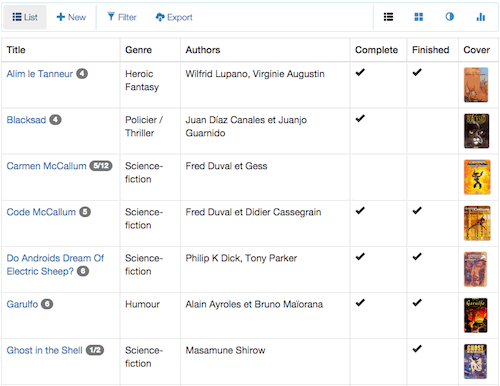 List New Filter Export
Title Genre Authors Complete Finished Cover
Alim le Tanneur 4 Heroic Wilfrid Lupano, Virginie Augustin
Fantasy
Blacksad 4 Policier / Juan Díaz Canales et Juanjo
Thriller Guarnido
Carmen McCallum 5/12 Science- Fred Duval et Gess
fiction
Code McCallum 5 Science- Fred Duval et Didier Cassegrain
fiction
Do Androids Dream Of Science- Philip K Dick, Tony Parker
Electric Sheep? 6 fiction
Garulfo 6 Humour Alain Ayroles et Bruno Maïorana
Garulfo
Ghost in the Shell 1/2 Science- Masamune Shirow
fiction
GHOST